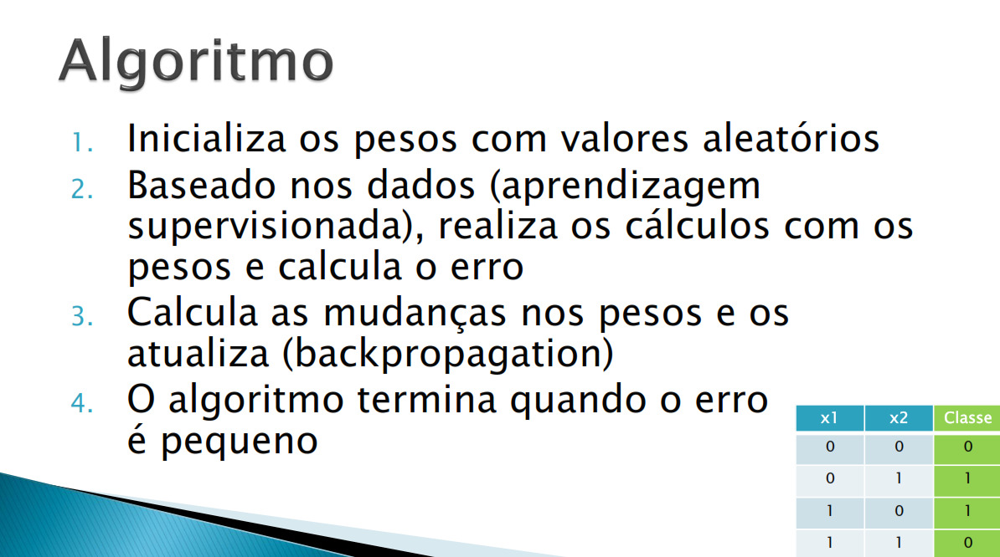 Algoritmo
1. Inicializa os pesos com valores aleatórios
2. Baseado nos dados (aprendizagem
supervisionada), realiza os cálculos com os
pesos e calcula o erro
3. Calcula as mudanças nos pesos e os
atualiza (backpropagation)
4. O algoritmo termina quando o erro
é pequeno
x1 x2 Classe
0 0 0
0 1 1
1 0 1
1 1 0